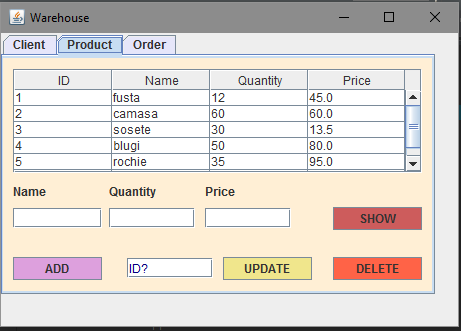 Warehouse
Client Product Order
ID Name Quantity Price
1 fusta 12 45.0
2 camasa 60 60.0
3 sosete 30 13.5
4 blugi 50 80.0
5 rochie 35 95.0
Name Quantity Price
SHOW
ADD ID? UPDATE DELETE